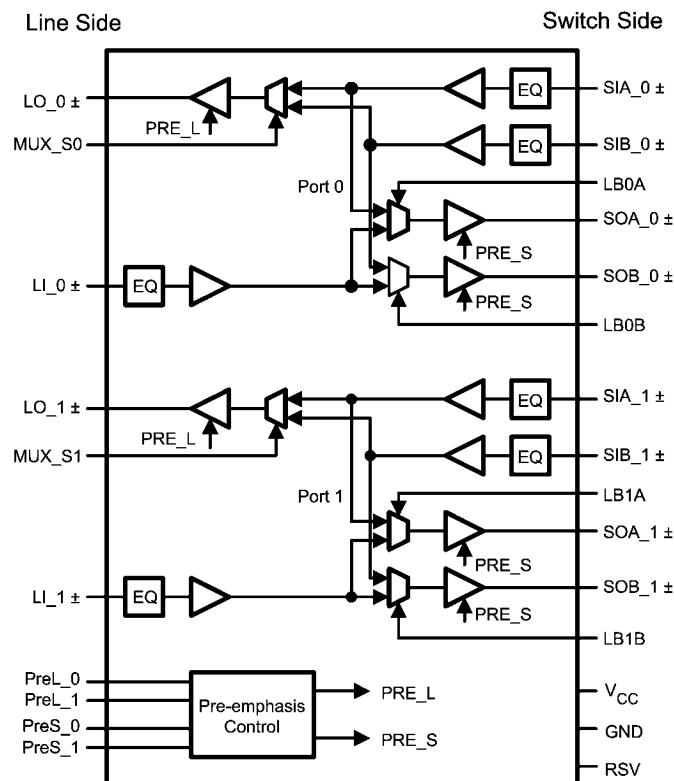 Line Side
Switch Side
LO_0 ±
EQ
SIA_0 ±
PRE_L
MUX_S0
EQ
SIB_0 ±
Port 0
LB0A
SOA_0 ±
PRE_S
LI_0 ±
EQ
SOB_0 ±
PRE_S
LB0B
LO_1 ±
EQ
SIA_1 ±
PRE_L
MUX_S1
EQ
SIB_1 ±
Port 1
LB1A
SOA_1 ±
PRE_S
LI_1 ±
EQ
SOB_1 ±
PRE_S
LB1B
PreL_0
PreL_1
PreS_0
PreS_1
Pre-emphasis
Control
PRE_L
PRE_S
VCC
GND
RSV